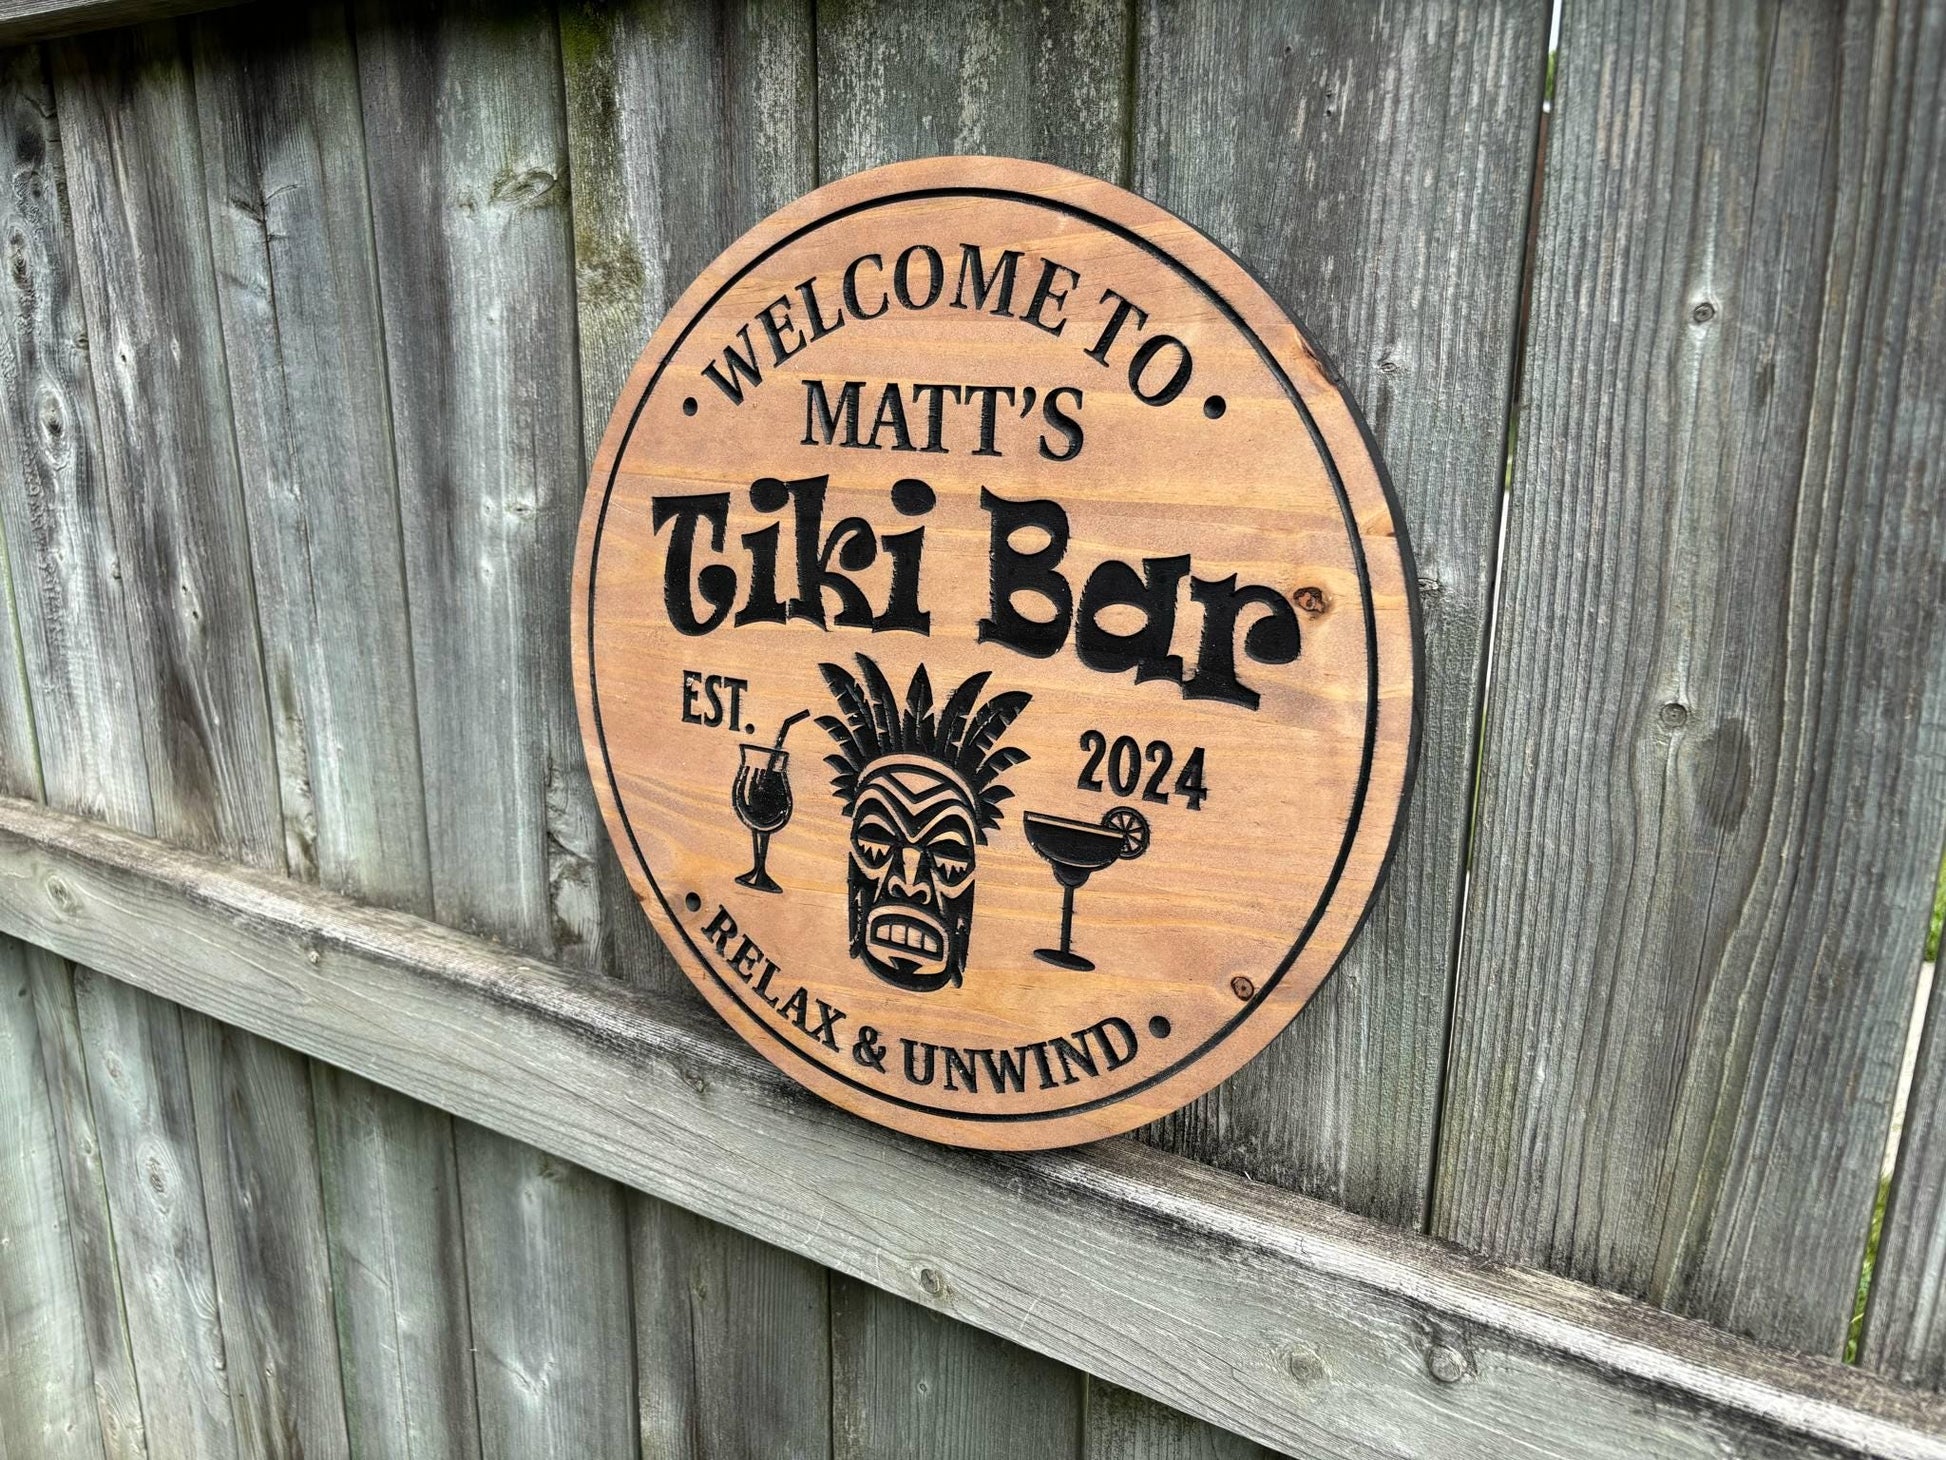 WELCOME TO
MATT'S
Tiki Bar
EST. 2024
RELAX & UNWIND